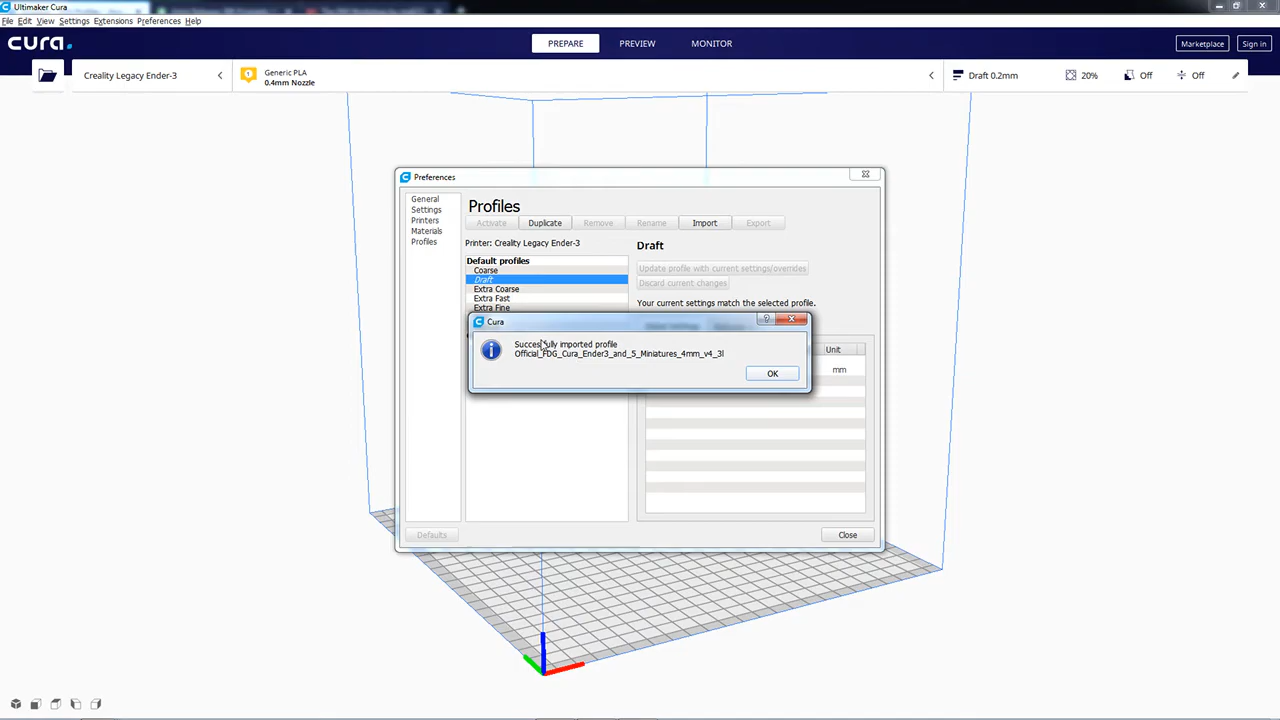 Ultimaker Cura
File Edit View Settings Extensions Preferences Help
cura.
PREPARE
PREVIEW
MONITOR
Marketplace
Sign in
Creality Legacy Ender-3
1
Generic PLA
0.4mm Nozzle
Draft 0.2mm
20%
Off
Off
Preferences
General
Settings
Printers
Materials
Profiles
Profiles
Activate
Duplicate
Remove
Rename
Import
Export
Printer: Creality Legacy Ender-3
Default profiles
Coarse
Draft
Extra Coarse
Extra Fast
Extra Fine
Draft
Update profile with current settings/overrides
Discard current changes
Your current settings match the selected profile.
Unit
mm
Cura
?
Successfully imported profile
Official_FDG_Cura_Ender3_and_5_Miniatures_4mm_v4_3!
OK
Defaults
Close